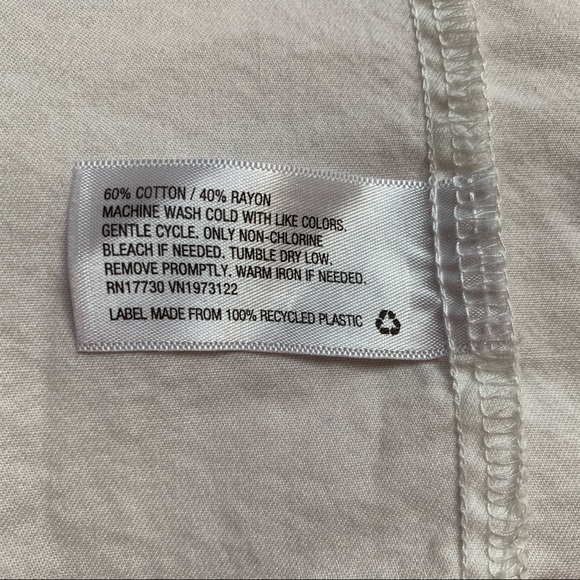 60% COTTON / 40% RAYON
MACHINE WASH COLD WITH LIKE COLORS.
GENTLE CYCLE. ONLY NON-CHLORINE
BLEACH IF NEEDED. TUMBLE DRY LOW.
REMOVE PROMPTLY. WARM IRON IF NEEDED.
RN17730 VN1973122
LABEL MADE FROM 100% RECYCLED PLASTIC